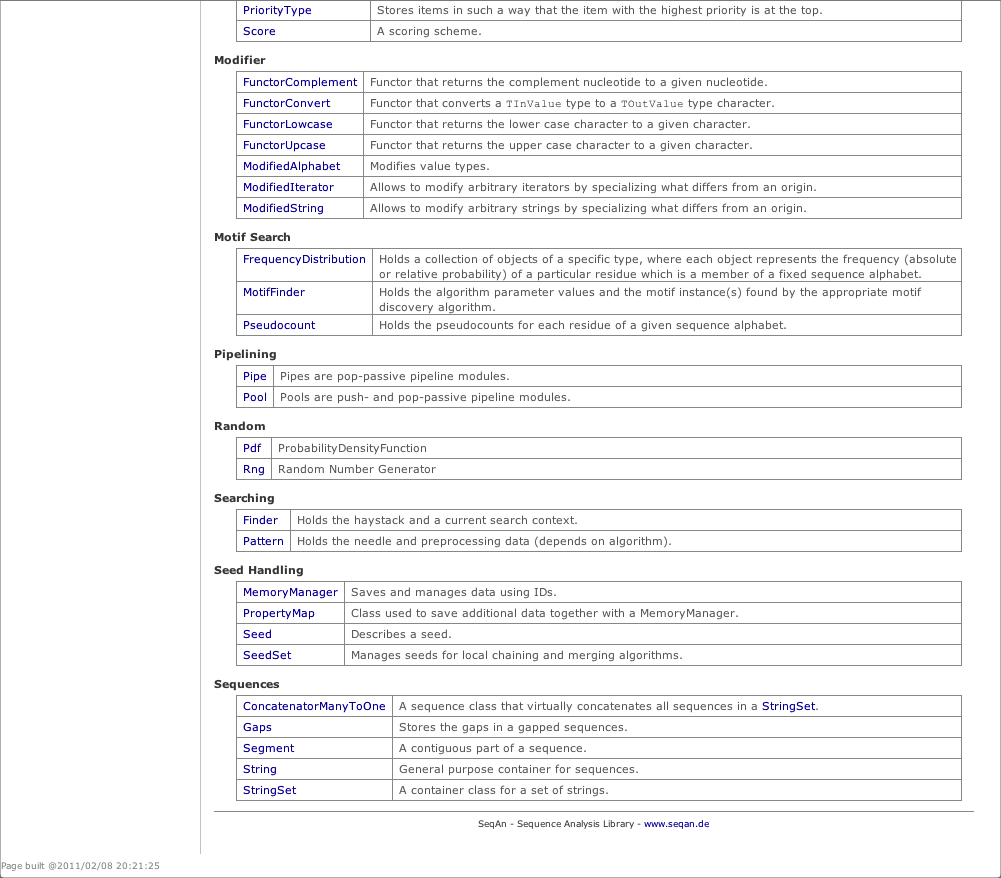 PriorityType Stores items in such a way that the item with the highest priority is at the top.
Score A scoring scheme.
Modifier
FunctorComplement Functor that returns the complement nucleotide to a given nucleotide.
FunctorConvert Functor that converts a TInValue type to a TOutValue type character.
FunctorLowcase Functor that returns the lower case character to a given character.
FunctorUpcase Functor that returns the upper case character to a given character.
ModifiedAlphabet Modifies value types.
ModifiedIterator Allows to modify arbitrary iterators by specializing what differs from an origin.
ModifiedString Allows to modify arbitrary strings by specializing what differs from an origin.
Motif Search
FrequencyDistribution Holds a collection of objects of a specific type, where each object represents the frequency (absolute
or relative probability) of a particular residue which is a member of a fixed sequence alphabet.
MotifFinder Holds the algorithm parameter values and the motif instance(s) found by the appropriate motif
discovery algorithm.
Pseudocount Holds the pseudocounts for each residue of a given sequence alphabet.
Pipelining
Pipe Pipes are pop-passive pipeline modules.
Pool Pools are push- and pop-passive pipeline modules.
Random
Pdf ProbabilityDensityFunction
Rng Random Number Generator
Searching
Finder Holds the haystack and a current search context.
Pattern Holds the needle and preprocessing data (depends on algorithm).
Seed Handling
MemoryManager Saves and manages data using IDs.
PropertyMap Class used to save additional data together with a MemoryManager.
Seed Describes a seed.
SeedSet Manages seeds for local chaining and merging algorithms.
Sequences
ConcatenatorManyToOne A sequence class that virtually concatenates all sequences in a StringSet.
Gaps Stores the gaps in a gapped sequences.
Segment A contiguous part of a sequence.
String General purpose container for sequences.
StringSet A container class for a set of strings.
SeqAn - Sequence Analysis Library - www.seqan.de
Page built @2011/02/08 20:21:25